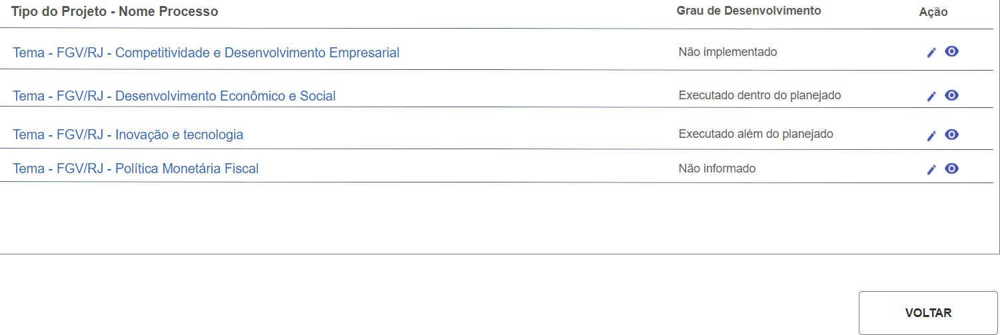 Tipo do Projeto - Nome Processo Grau de Desenvolvimento Ação
Tema - FGV/RJ - Competitividade e Desenvolvimento Empresarial Não implementado
Tema - FGV/RJ - Desenvolvimento Econômico e Social Executado dentro do planejado
Tema - FGV/RJ - Inovação e tecnologia Executado além do planejado
Tema - FGV/RJ - Política Monetária Fiscal Não informado
VOLTAR